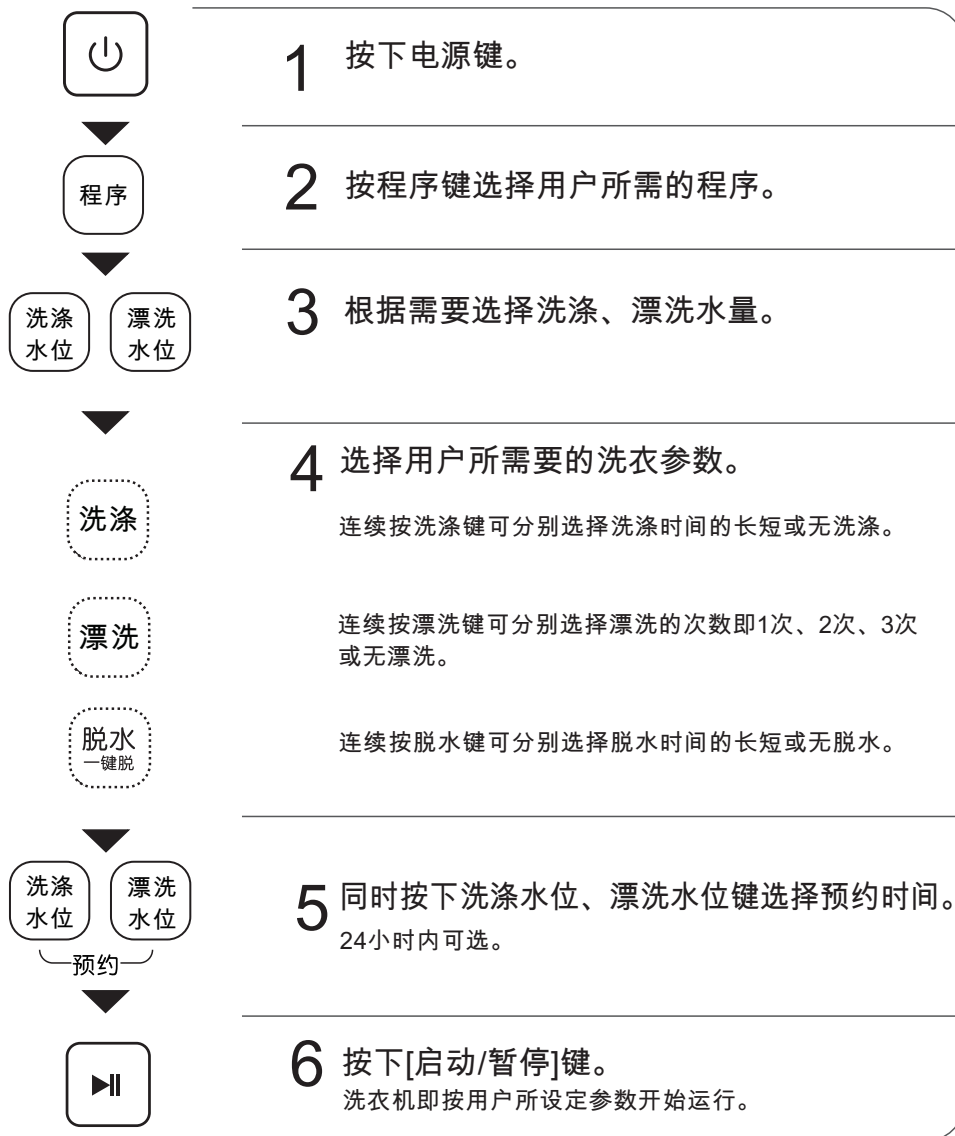 1 按下电源键。
程序
2 按程序键选择用户所需的程序。
洗涤
水位
漂洗
水位
3 根据需要选择洗涤、漂洗水量。
4 选择用户所需要的洗衣参数。
洗涤
连续按洗涤键可分别选择洗涤时间的长短或无洗涤。
漂洗
连续按漂洗键可分别选择漂洗的次数即1次、2次、3次
或无漂洗。
脱水
一键脱
连续按脱水键可分别选择脱水时间的长短或无脱水。
洗涤
水位
漂洗
水位
预约
5 同时按下洗涤水位、漂洗水位键选择预约时间。
24小时内可选。
6 按下[启动/暂停]键。
洗衣机即按用户所设定参数开始运行。